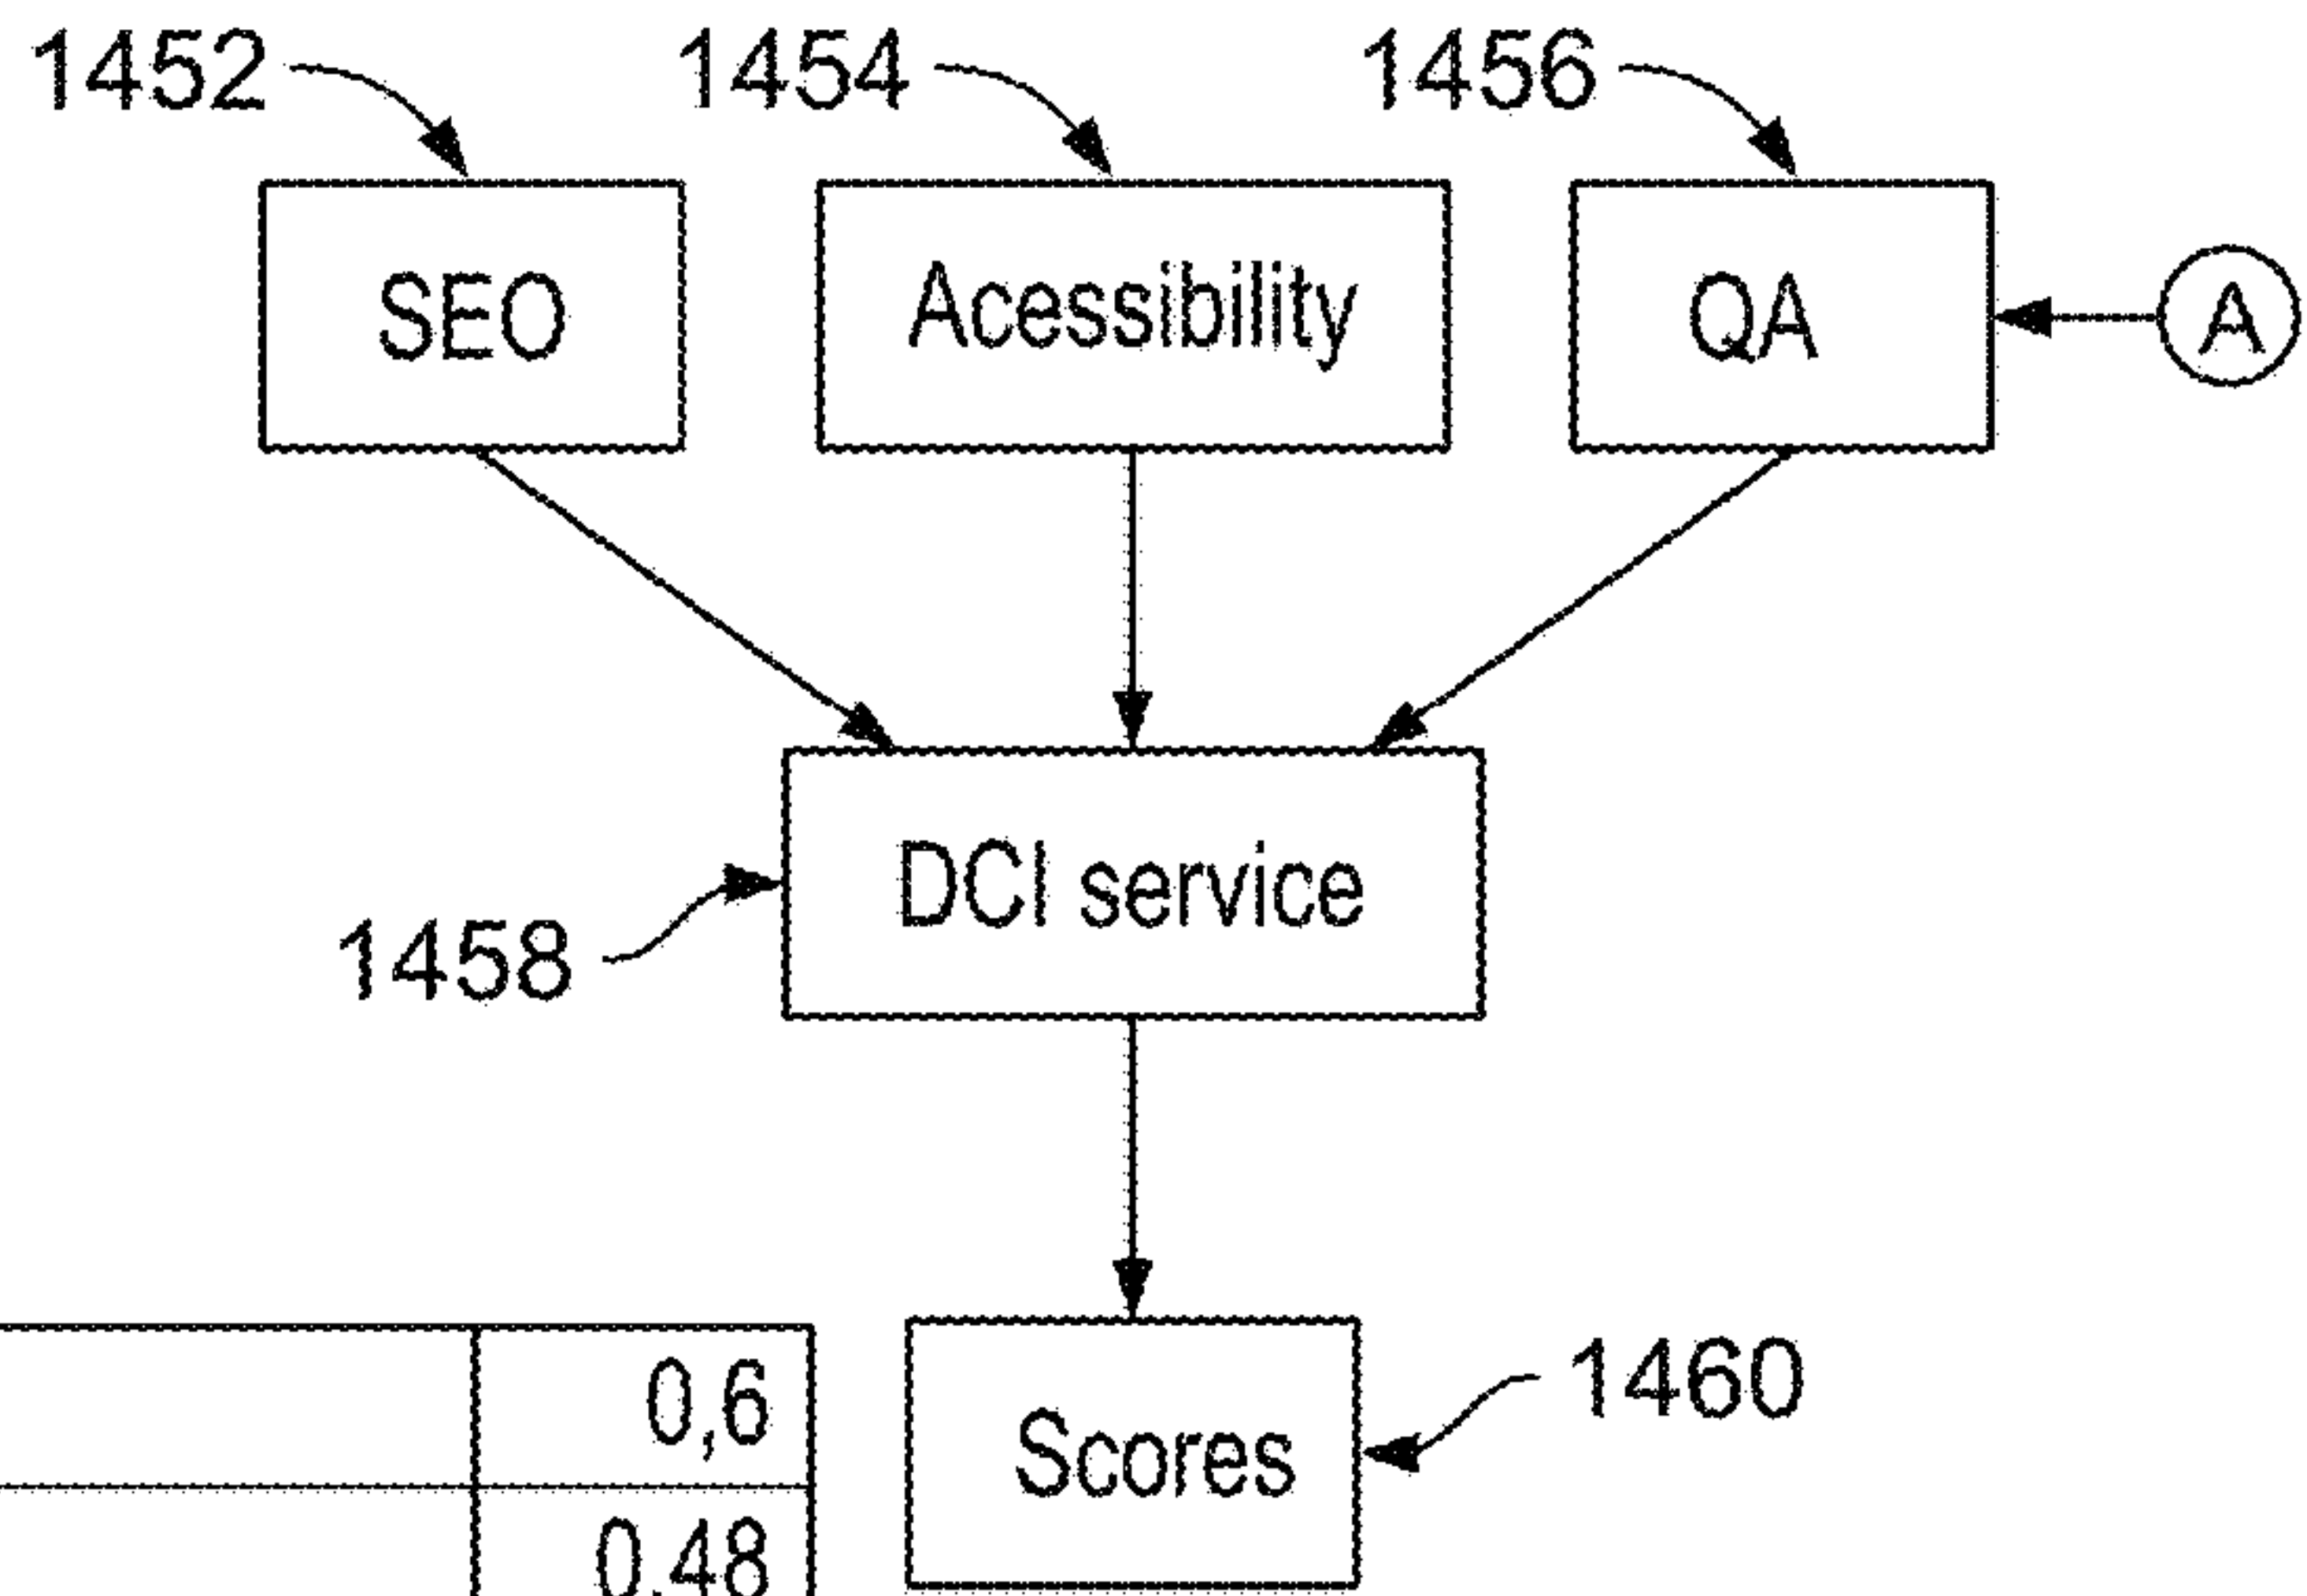 1452
1454
1456
SEO
Acessibility
QA
A
DCI service
1458
0,6
Scores
1460
0,48